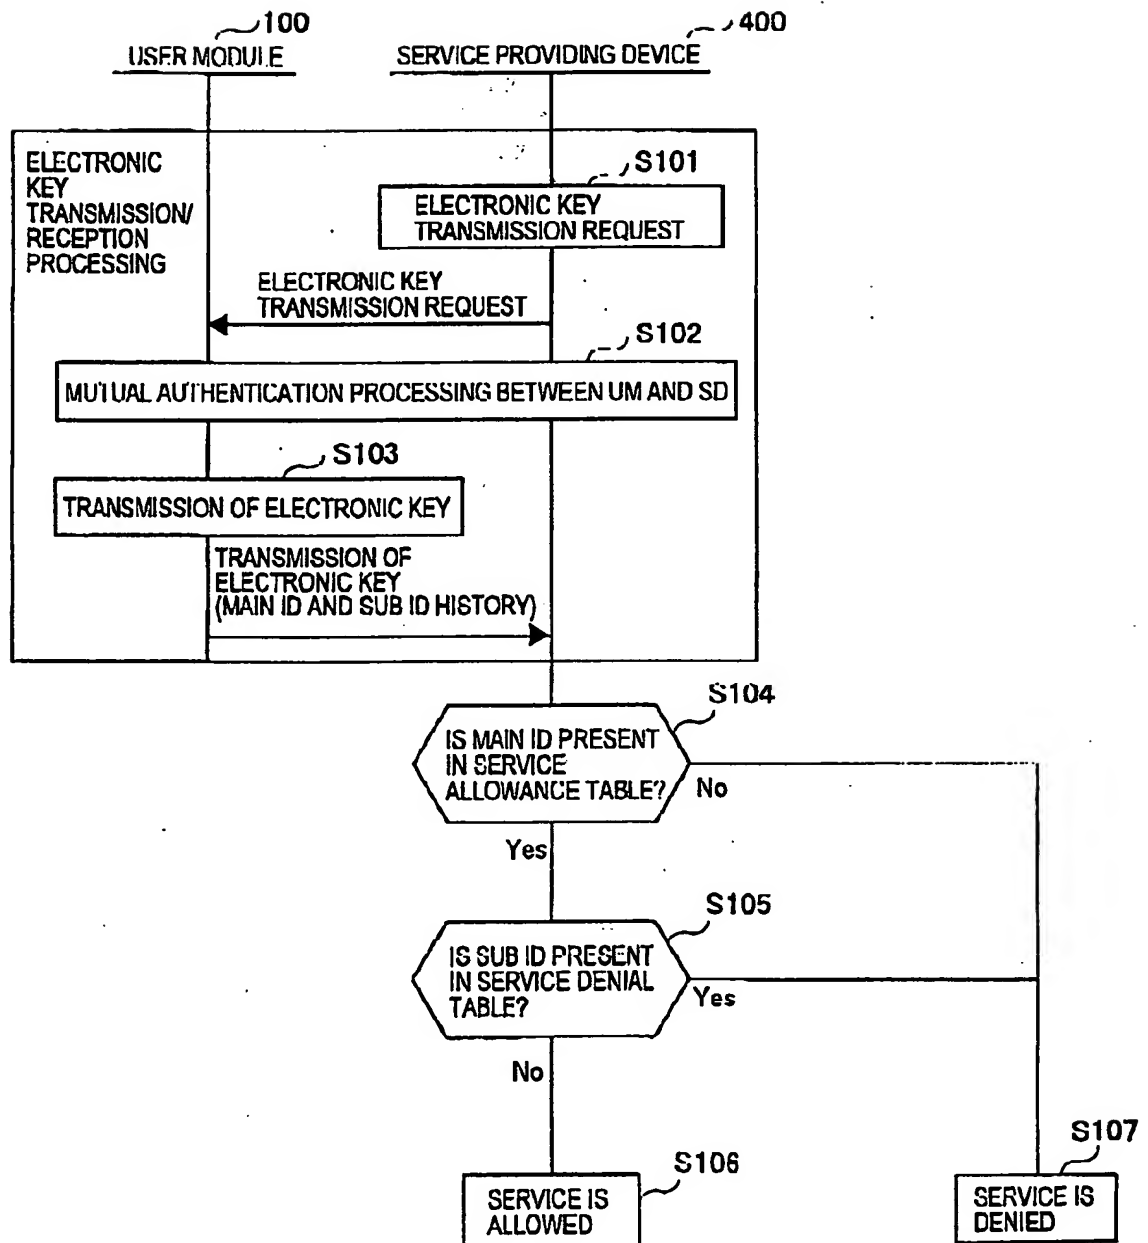 100
400
USER MODULE
SERVICE PROVIDING DEVICE
ELECTRONIC
KEY
TRANSMISSION/
RECEPTION
PROCESSING
S101
ELECTRONIC KEY
TRANSMISSION REQUEST
ELECTRONIC KEY
TRANSMISSION REQUEST
S102
MUTUAL AUTHENTICATION PROCESSING BETWEEN UM AND SD
S103
TRANSMISSION OF ELECTRONIC KEY
TRANSMISSION OF
ELECTRONIC KEY
(MAIN ID AND SUB ID HISTORY)
S104
IS MAIN ID PRESENT
IN SERVICE
ALLOWANCE TABLE?
No
Yes
S105
IS SUB ID PRESENT
IN SERVICE DENIAL
TABLE?
Yes
No
S106
SERVICE IS
ALLOWED
S107
SERVICE IS
DENIED